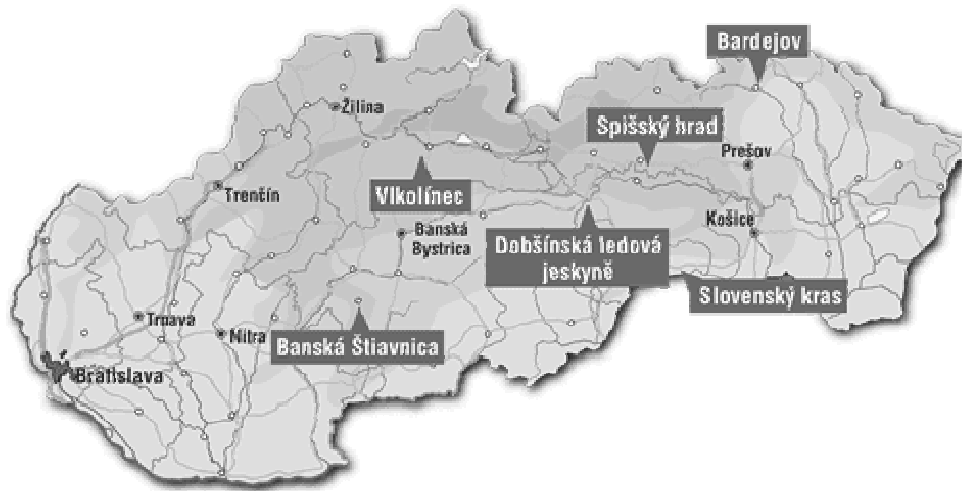 Bardejov
Žilina
Spišský hrad
Prešov
Trenčín
Vlkolínec
Banská
Bystrica
Košice
Dobšínská ledová
jeskyně
Slovenský kras
Trnava
Nitra
Banská Štiavnica
Bratislava